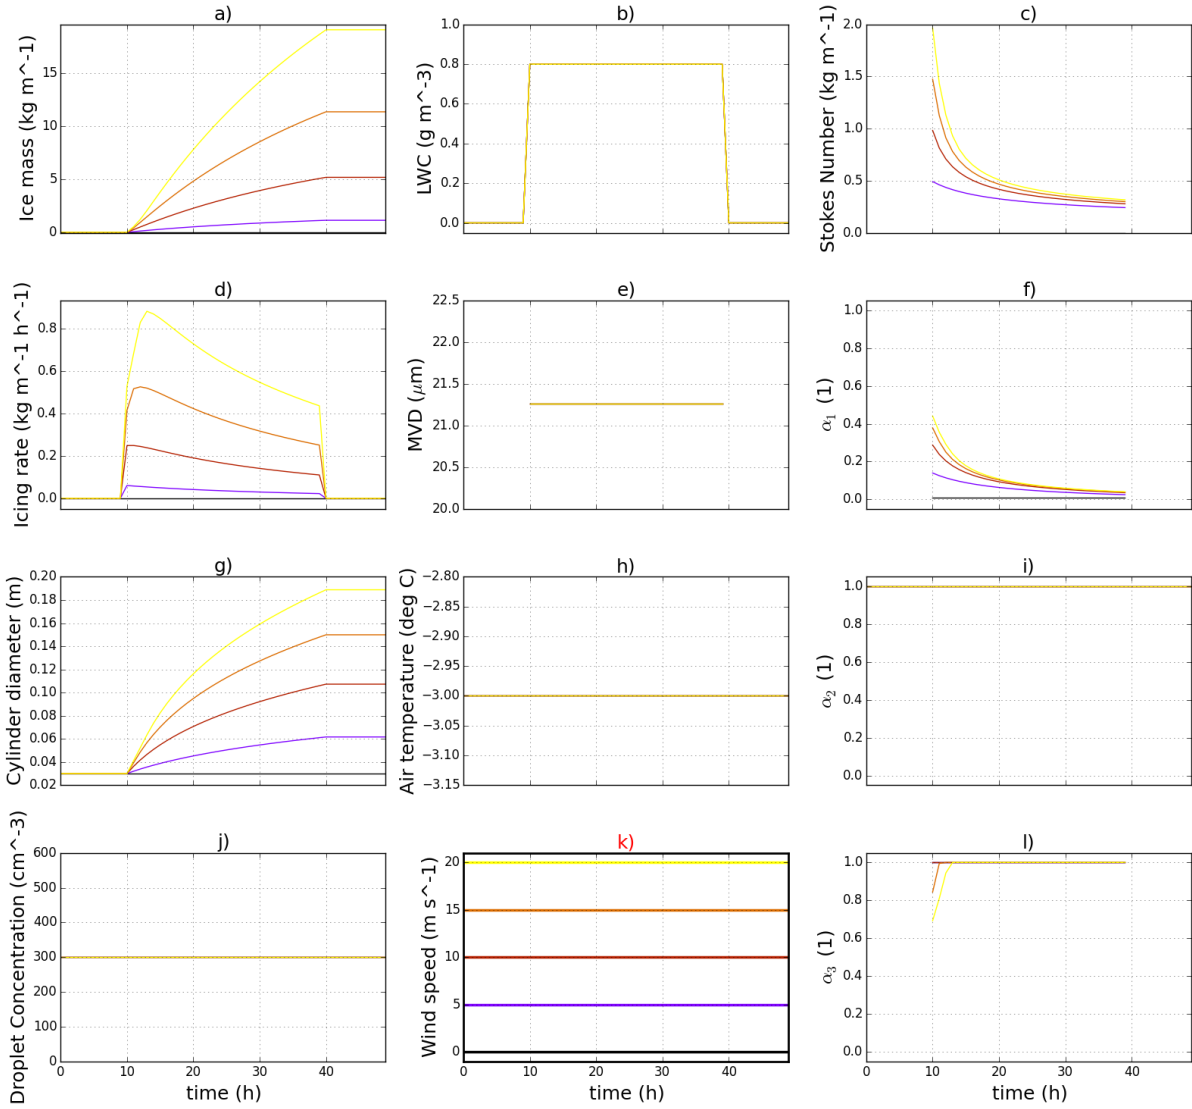 a)
Ice mass (kg m^-1)
15
10
5
0
b)
LWC (g m^-3)
1.0
0.8
0.6
0.4
0.2
0.0
c)
Stokes Number (kg m^-1)
2.0
1.5
1.0
0.5
0.0
d)
Icing rate (kg m^-1 h^-1)
0.8
0.6
0.4
0.2
0.0
e)
MVD (μm)
22.5
22.0
21.5
21.0
20.5
20.0
f)
α₁ (1)
1.0
0.8
0.6
0.4
0.2
0.0
g)
Cylinder diameter (m)
0.20
0.18
0.16
0.14
0.12
0.10
0.08
0.06
0.04
0.02
h)
Air temperature (deg C)
−2.80
−2.85
−2.90
−2.95
−3.00
−3.05
−3.10
−3.15
i)
α₂ (1)
1.0
0.8
0.6
0.4
0.2
0.0
j)
Droplet Concentration (cm^-3)
600
500
400
300
200
100
0
0 10 20 30 40
time (h)
k)
Wind speed (m s^-1)
20
15
10
5
0
0 10 20 30 40
time (h)
l)
α₃ (1)
1.0
0.8
0.6
0.4
0.2
0.0
0 10 20 30 40
time (h)